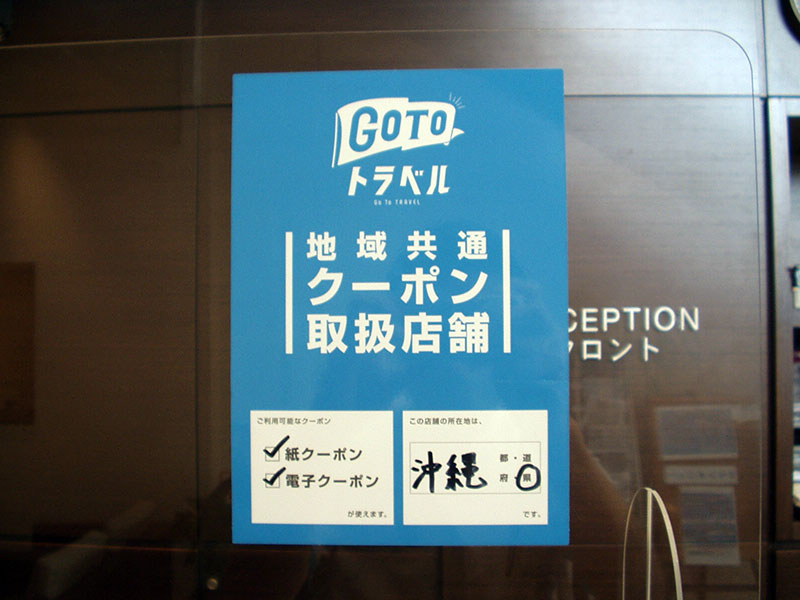 GOTO
トラベル
Go To TRAVEL
地域共通
クーポン
取扱店舗
CEPTION
フロント
ご利用可能なクーポン
紙クーポン
電子クーポン
が使えます。
この店舗の所在地は、
沖縄
都・道
府・県
です。